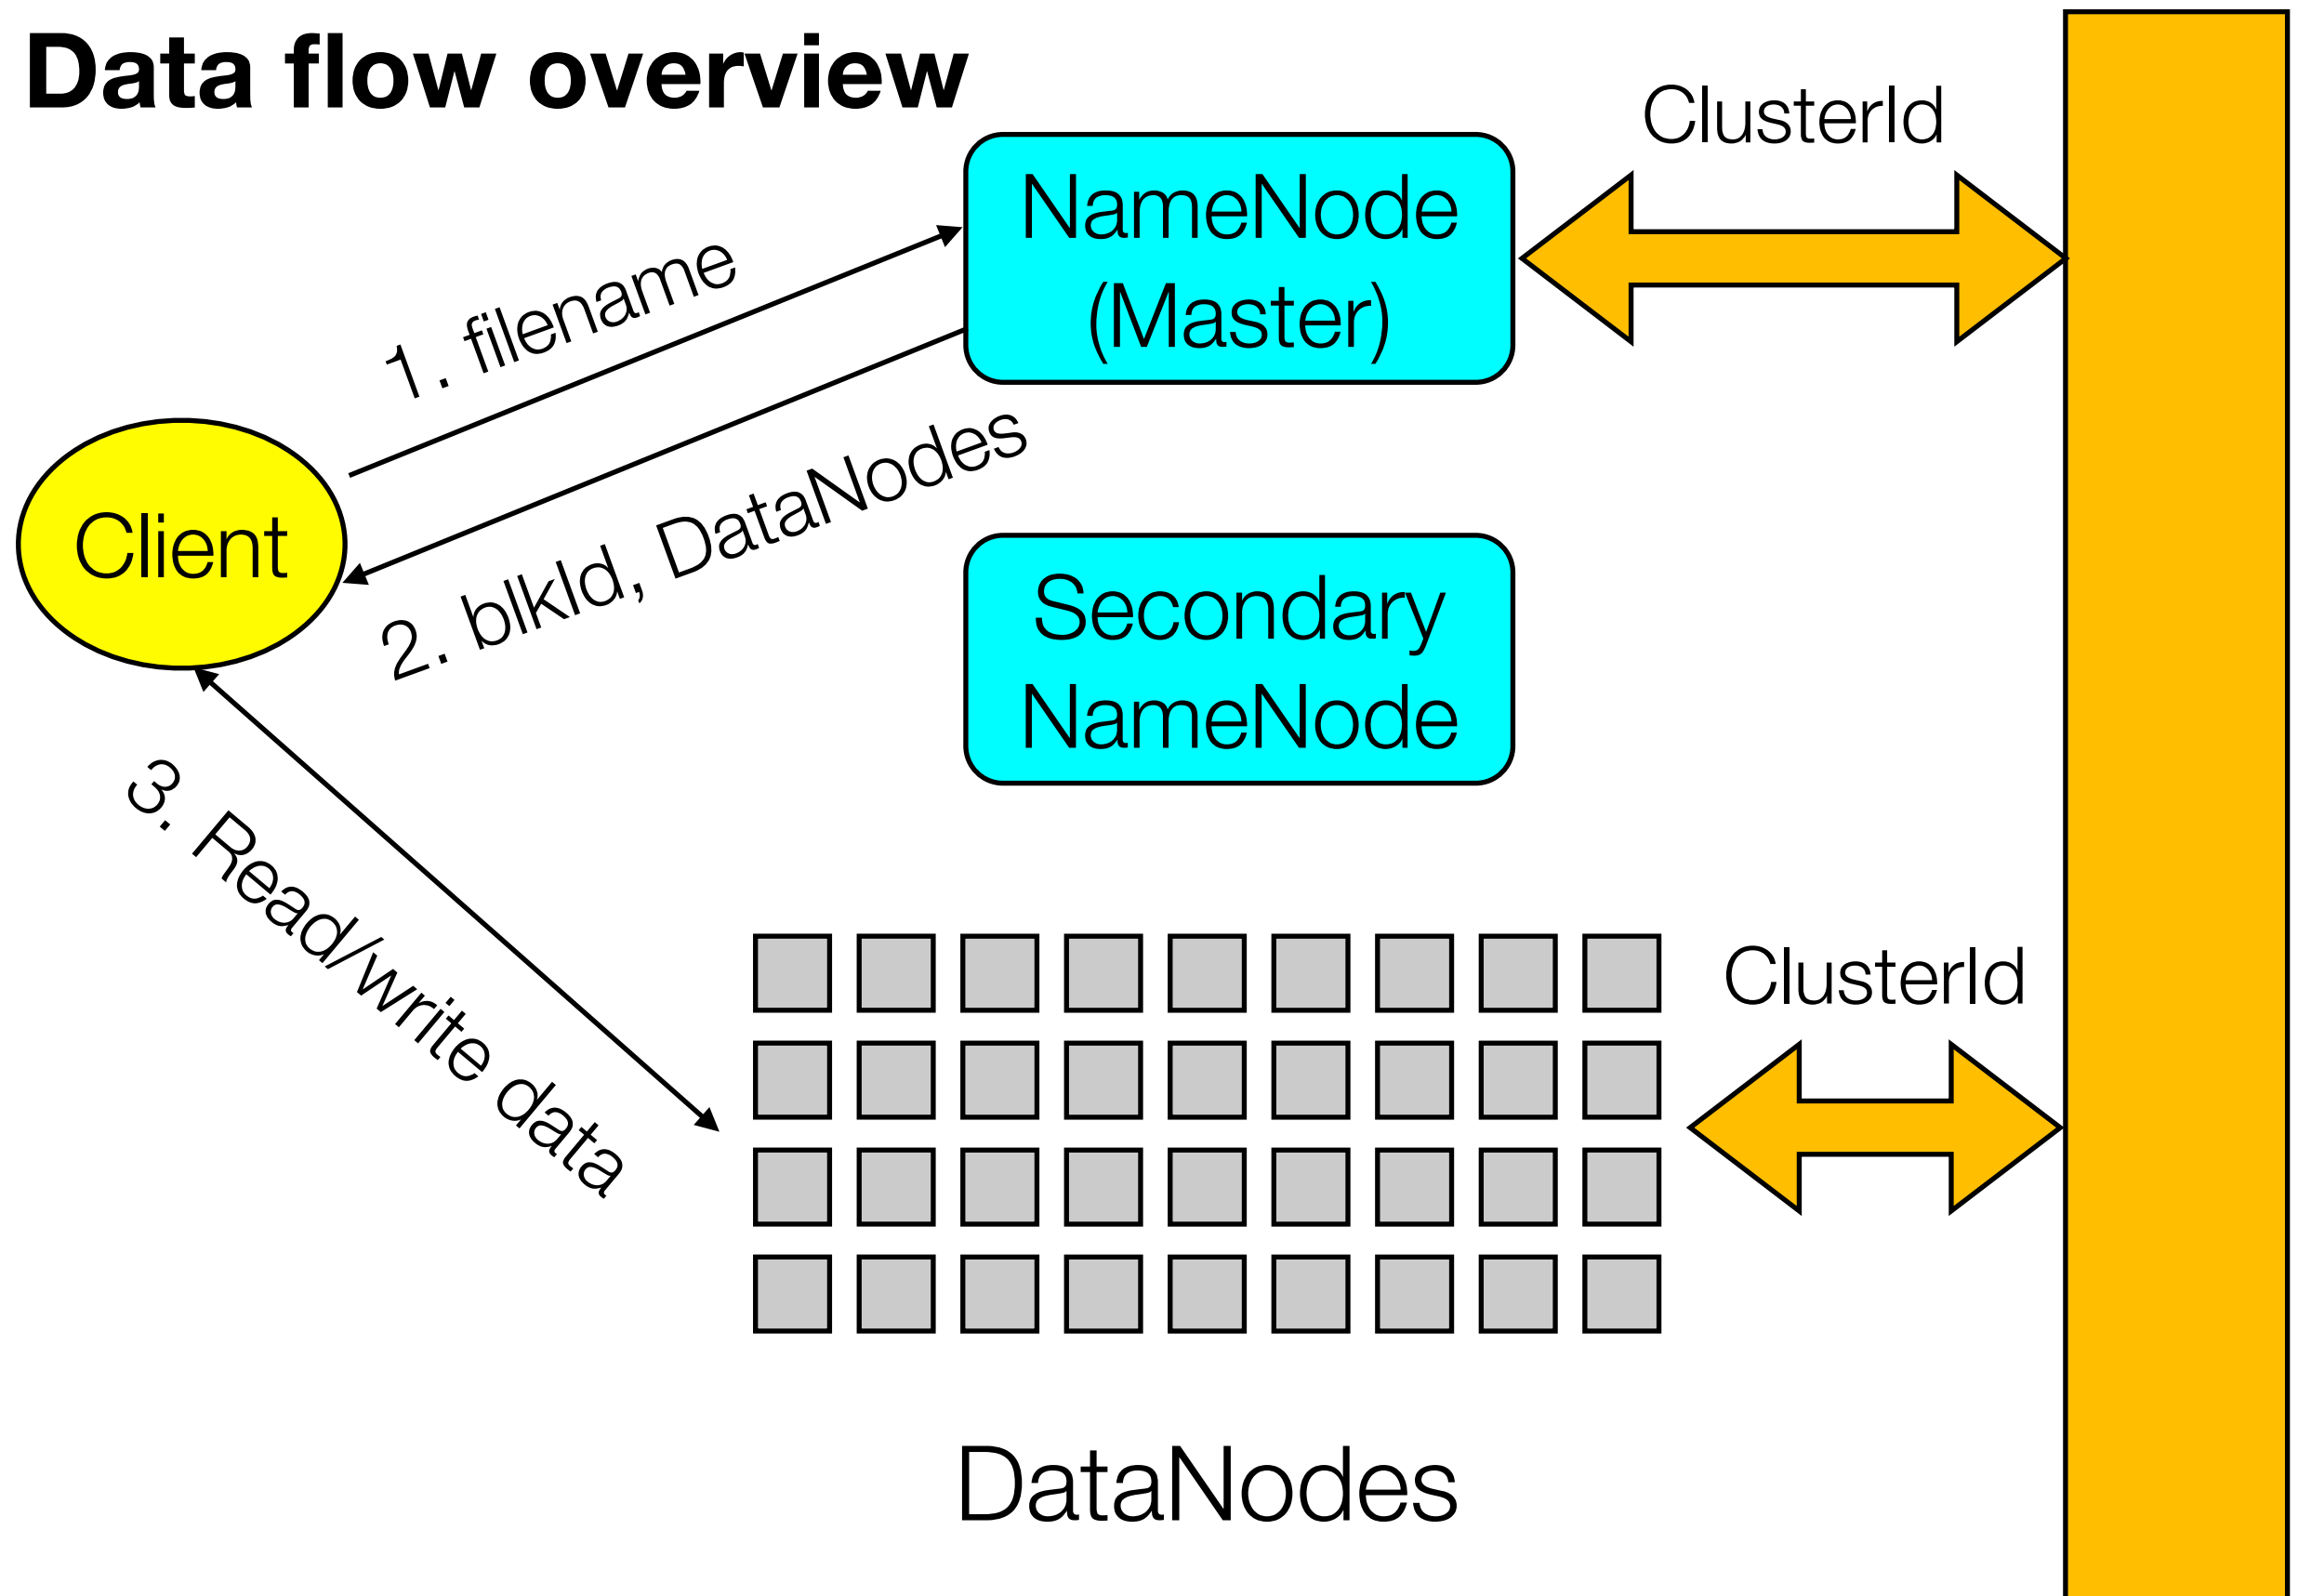 Data flow overview
ClusterId
NameNode
(Master)
1. filename
2. blkId, DataNodes
Client
Secondary
NameNode
3. Read/write data
ClusterId
DataNodes